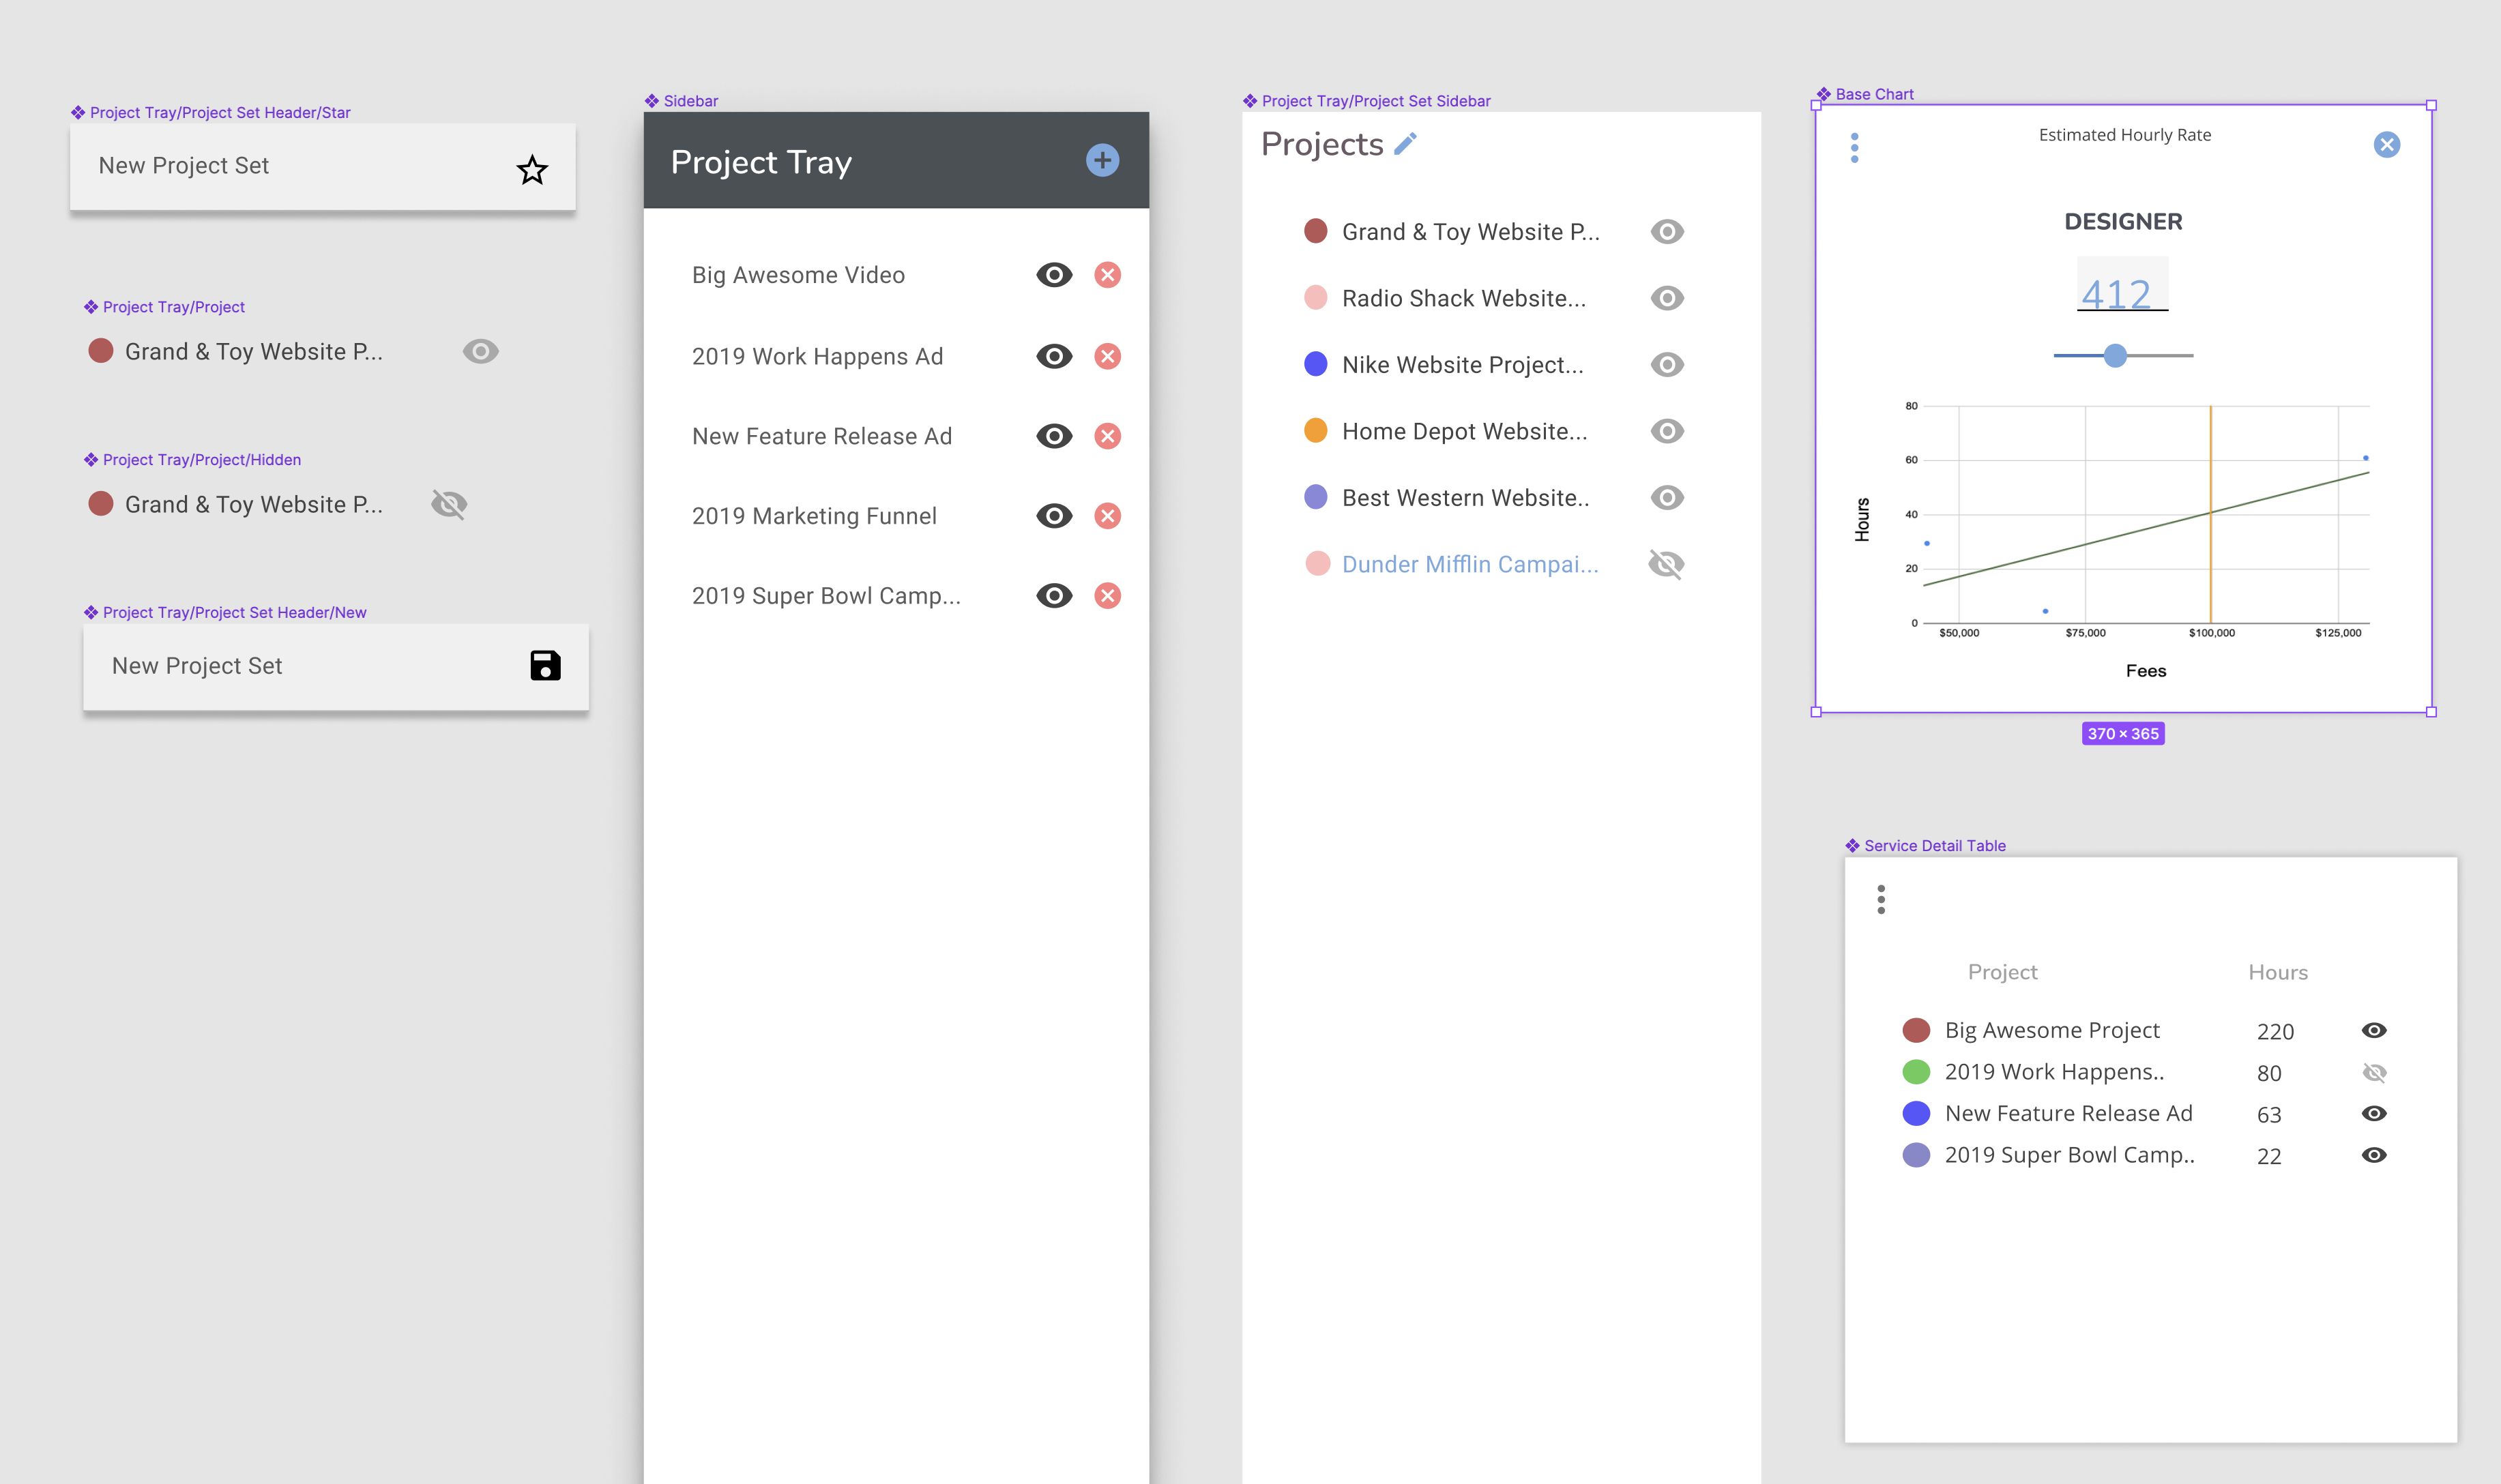 Project Tray/Project Set Header/Star
New Project Set
Project Tray/Project
Grand & Toy Website P...
Project Tray/Project/Hidden
Grand & Toy Website P...
Project Tray/Project Set Header/New
New Project Set
Sidebar
Project Tray
Big Awesome Video
2019 Work Happens Ad
New Feature Release Ad
2019 Marketing Funnel
2019 Super Bowl Camp...
Project Tray/Project Set Sidebar
Projects
Grand & Toy Website P...
Radio Shack Website...
Nike Website Project...
Home Depot Website...
Best Western Website..
Dunder Mifflin Campai...
Base Chart
Estimated Hourly Rate
DESIGNER
412
80
60
40
20
0
Hours
$50,000 $75,000 $100,000 $125,000
Fees
370 × 365
Service Detail Table
Project Hours
Big Awesome Project 220
2019 Work Happens.. 80
New Feature Release Ad 63
2019 Super Bowl Camp.. 22